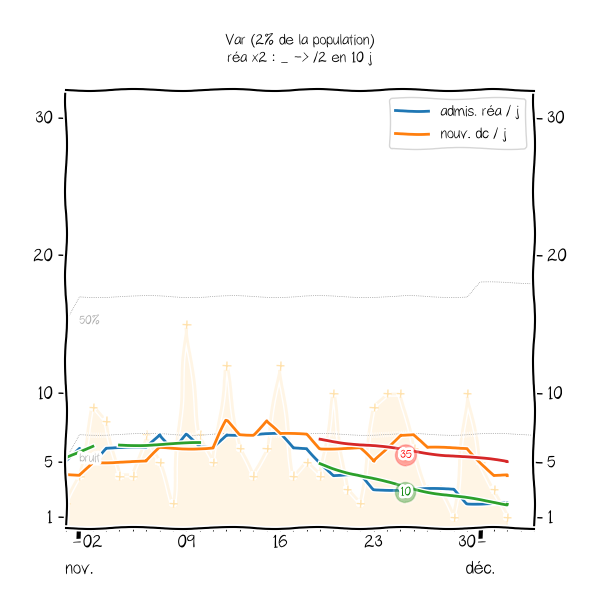 Var (2% de la population)
réa x2 : _ -> /2 en 10 j
admis. réa / j
nouv. dc / j
30
30
20
20
50%
10
10
35
bruit
5
5
10
1
1
02
09
16
23
30
nov.
déc.